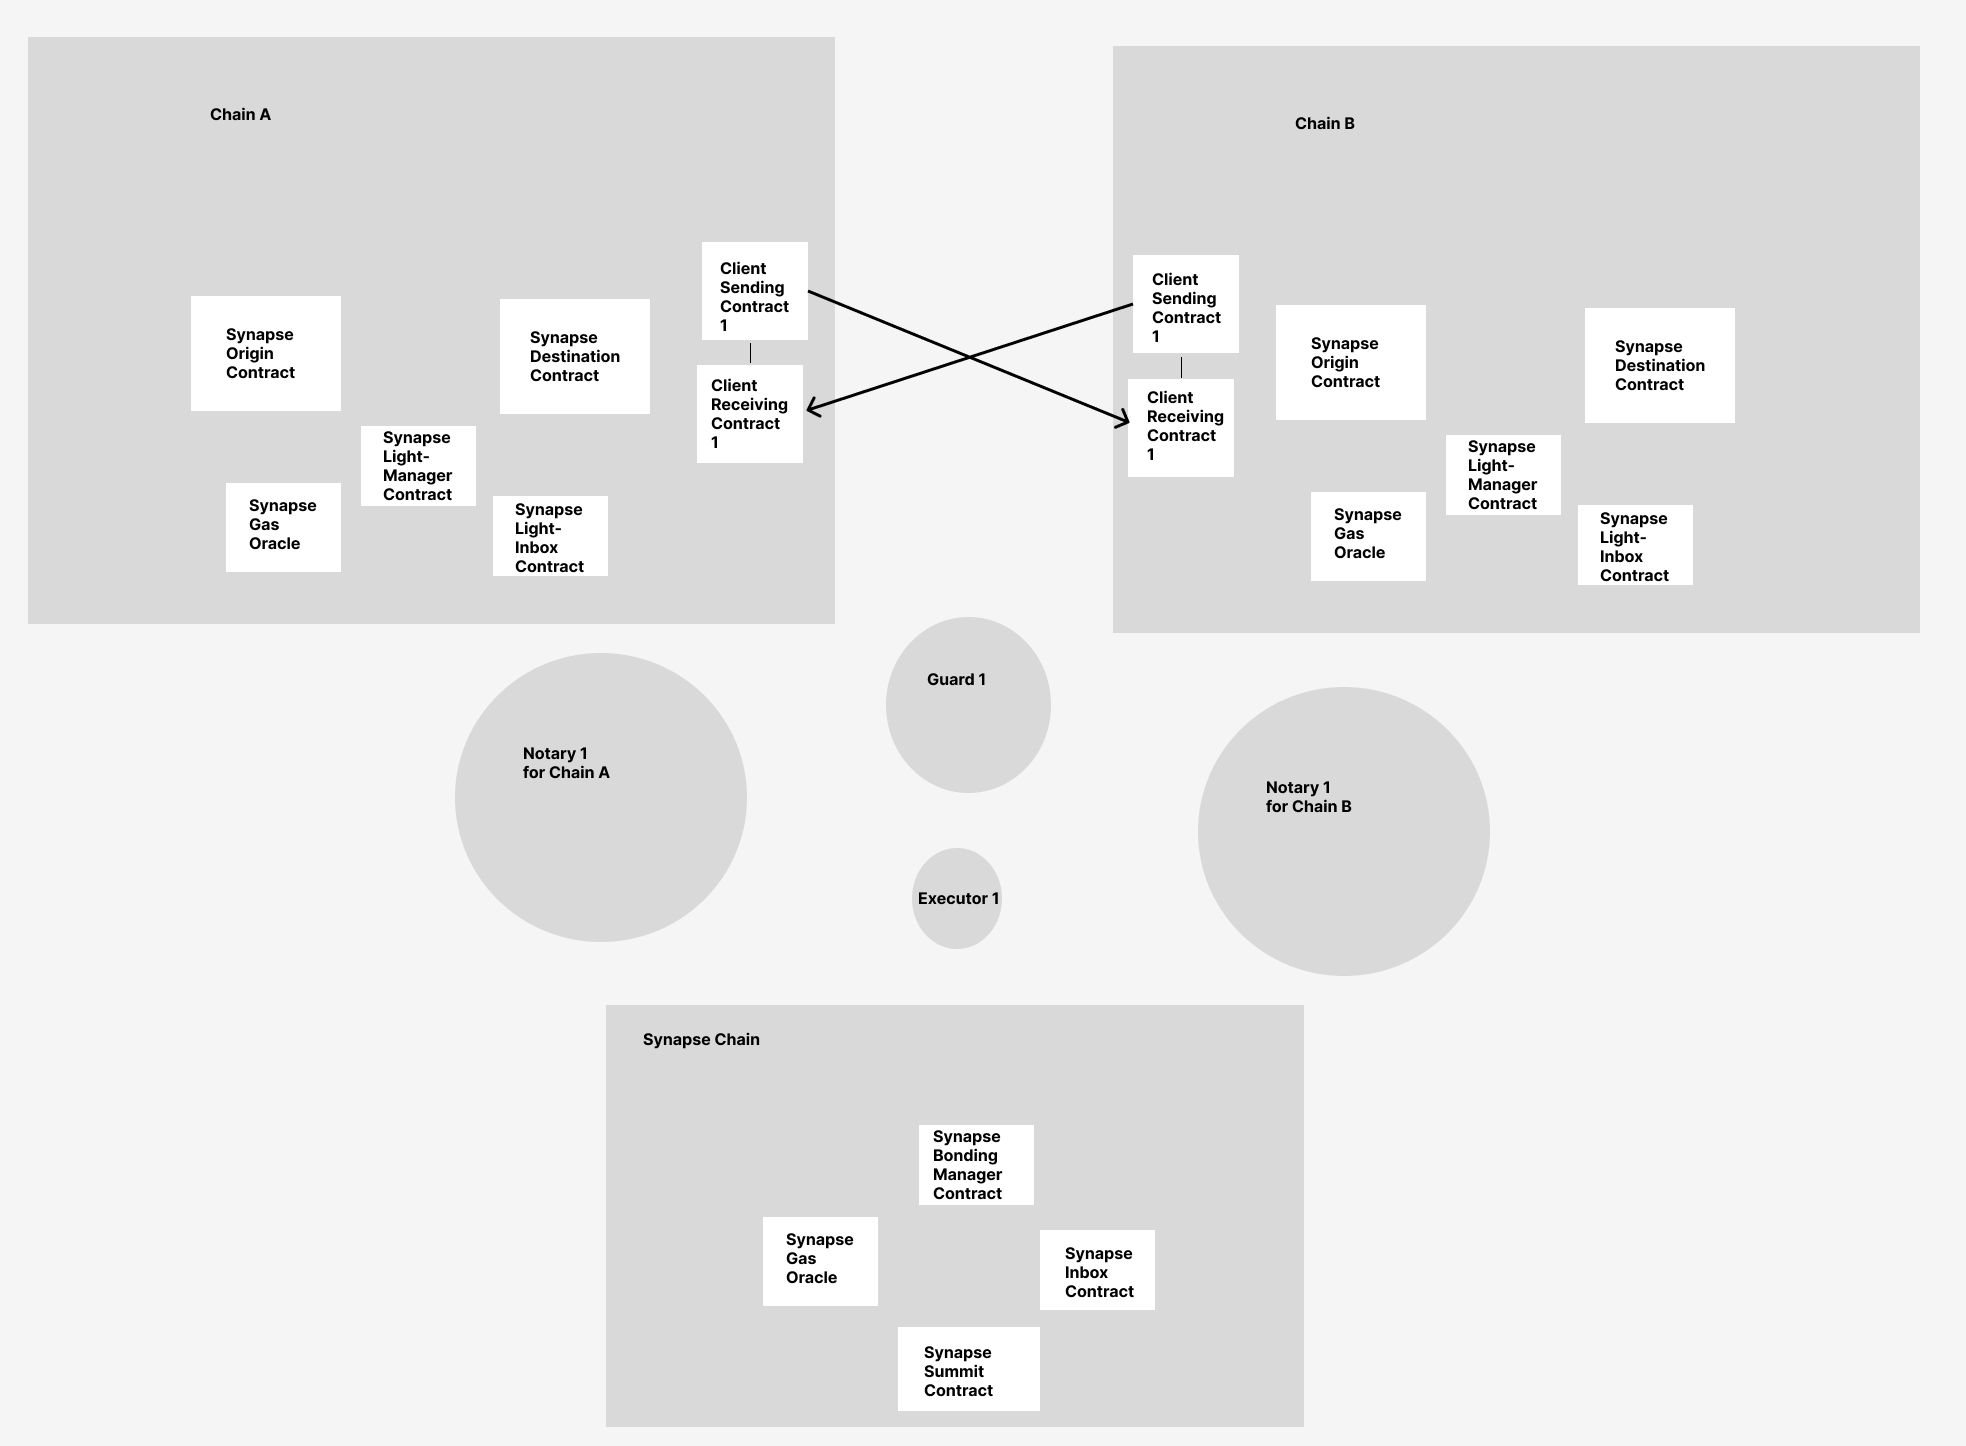 Chain A
Client
Sending
Contract
1
Synapse
Origin
Contract
Synapse
Destination
Contract
Client
Receiving
Contract
1
Synapse
Light-
Manager
Contract
Synapse
Gas
Oracle
Synapse
Light-
Inbox
Contract
Chain B
Client
Sending
Contract
1
Synapse
Origin
Contract
Synapse
Destination
Contract
Client
Receiving
Contract
1
Synapse
Light-
Manager
Contract
Synapse
Gas
Oracle
Synapse
Light-
Inbox
Contract
Guard 1
Notary 1
for Chain A
Notary 1
for Chain B
Executor 1
Synapse Chain
Synapse
Bonding
Manager
Contract
Synapse
Gas
Oracle
Synapse
Inbox
Contract
Synapse
Summit
Contract